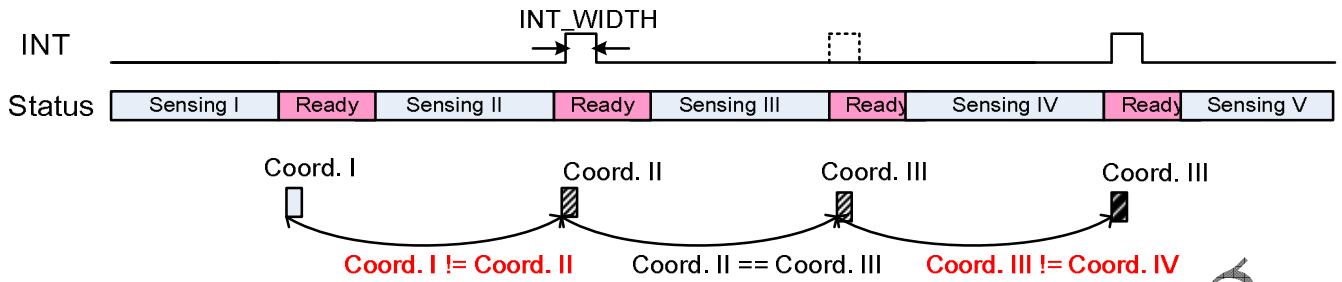 INT_WIDTH
INT
Status Sensing I Ready Sensing II Ready Sensing III Ready Sensing IV Ready Sensing V
Coord. I Coord. II Coord. III Coord. III
Coord. I != Coord. II Coord. II == Coord. III Coord. III != Coord. IV